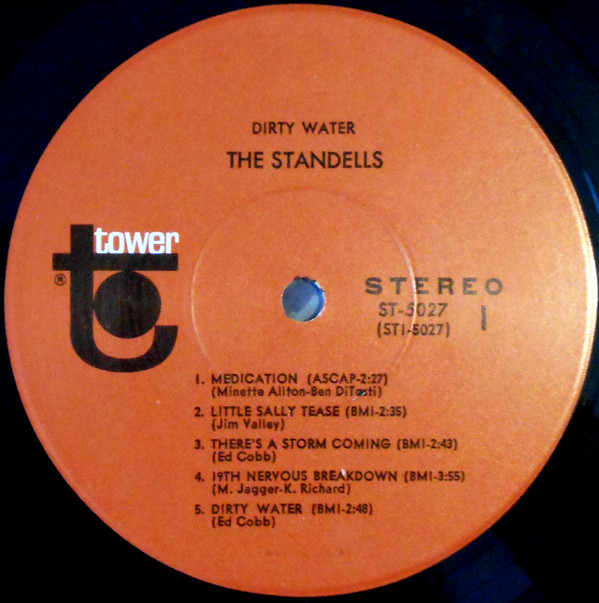 DIRTY WATER
THE STANDELLS
tower
®
STEREO
ST-5027
(ST1-5027) 1
1. MEDICATION (ASCAP-2:27)
(Minette Allton-Ben DiTosti)
2. LITTLE SALLY TEASE (BMI-2:35)
(Jim Valley)
3. THERE'S A STORM COMING (BMI-2:43)
(Ed Cobb)
4. 19TH NERVOUS BREAKDOWN (BMI-3:55)
(M. Jagger-K. Richard)
5. DIRTY WATER (BMI-2:48)
(Ed Cobb)